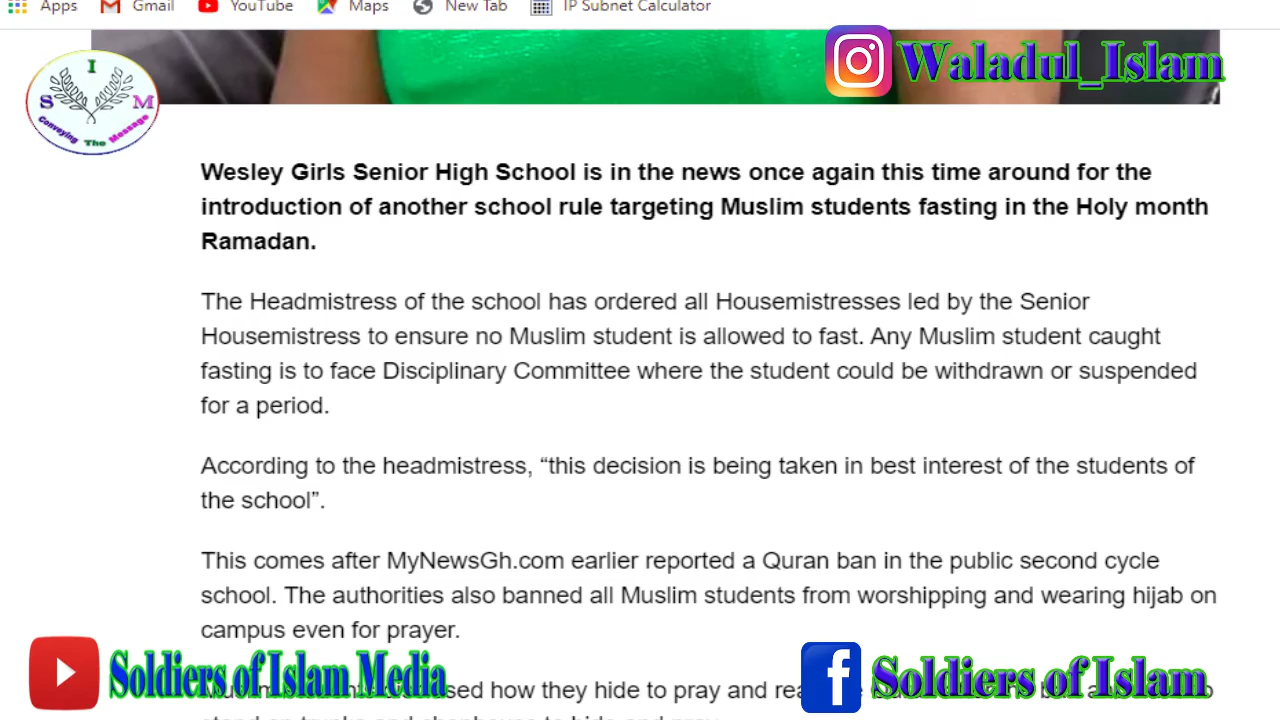 Apps Gmail YouTube Maps New Tab IP Subnet Calculator
Waladul_Islam
I
S M
Conveying The Message
Wesley Girls Senior High School is in the news once again this time around for the
introduction of another school rule targeting Muslim students fasting in the Holy month
Ramadan.
The Headmistress of the school has ordered all Housemistresses led by the Senior
Housemistress to ensure no Muslim student is allowed to fast. Any Muslim student caught
fasting is to face Disciplinary Committee where the student could be withdrawn or suspended
for a period.
According to the headmistress, “this decision is being taken in best interest of the students of
the school”.
This comes after MyNewsGh.com earlier reported a Quran ban in the public second cycle
school. The authorities also banned all Muslim students from worshipping and wearing hijab on
campus even for prayer.
how they hide to pray and
Soldiers of Islam Media
Soldiers of Islam